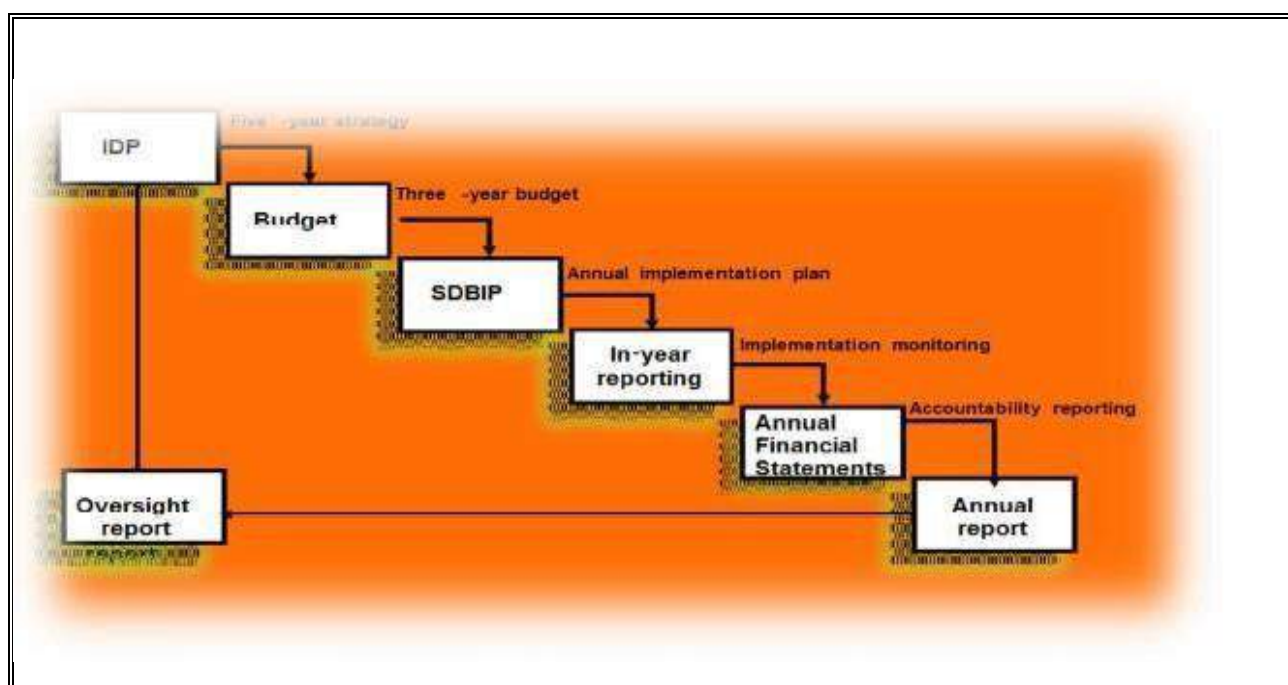 Five -year strategy
IDP
Three -year budget
Budget
Annual implementation plan
SDBIP
Implementation monitoring
In-year
reporting
Accountability reporting
Annual
Financial
Statements
Oversight
report
Annual
report